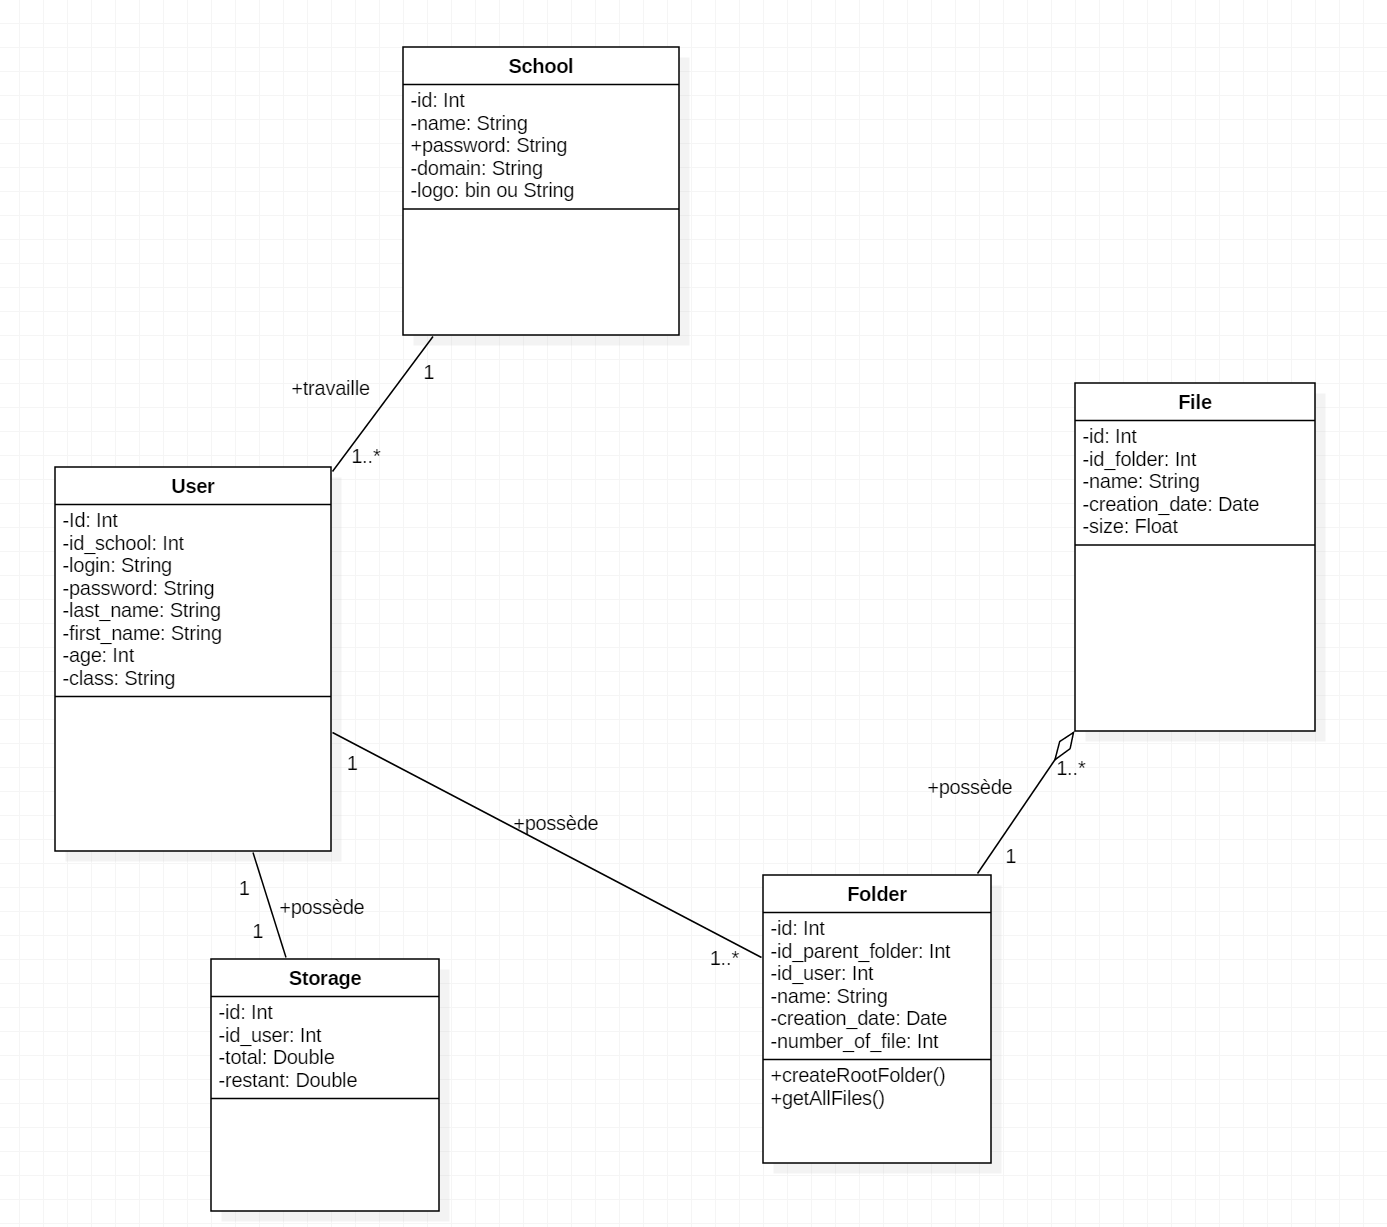 School
-id: Int
-name: String
+password: String
-domain: String
-logo: bin ou String
+travaille
1
1..*
User
-Id: Int
-id_school: Int
-login: String
-password: String
-last_name: String
-first_name: String
-age: Int
-class: String
File
-id: Int
-id_folder: Int
-name: String
-creation_date: Date
-size: Float
1
+possède
1..*
1..*
+possède
1
1
+possède
1
Storage
-id: Int
-id_user: Int
-total: Double
-restant: Double
Folder
-id: Int
-id_parent_folder: Int
-id_user: Int
-name: String
-creation_date: Date
-number_of_file: Int
+createRootFolder()
+getAllFiles()